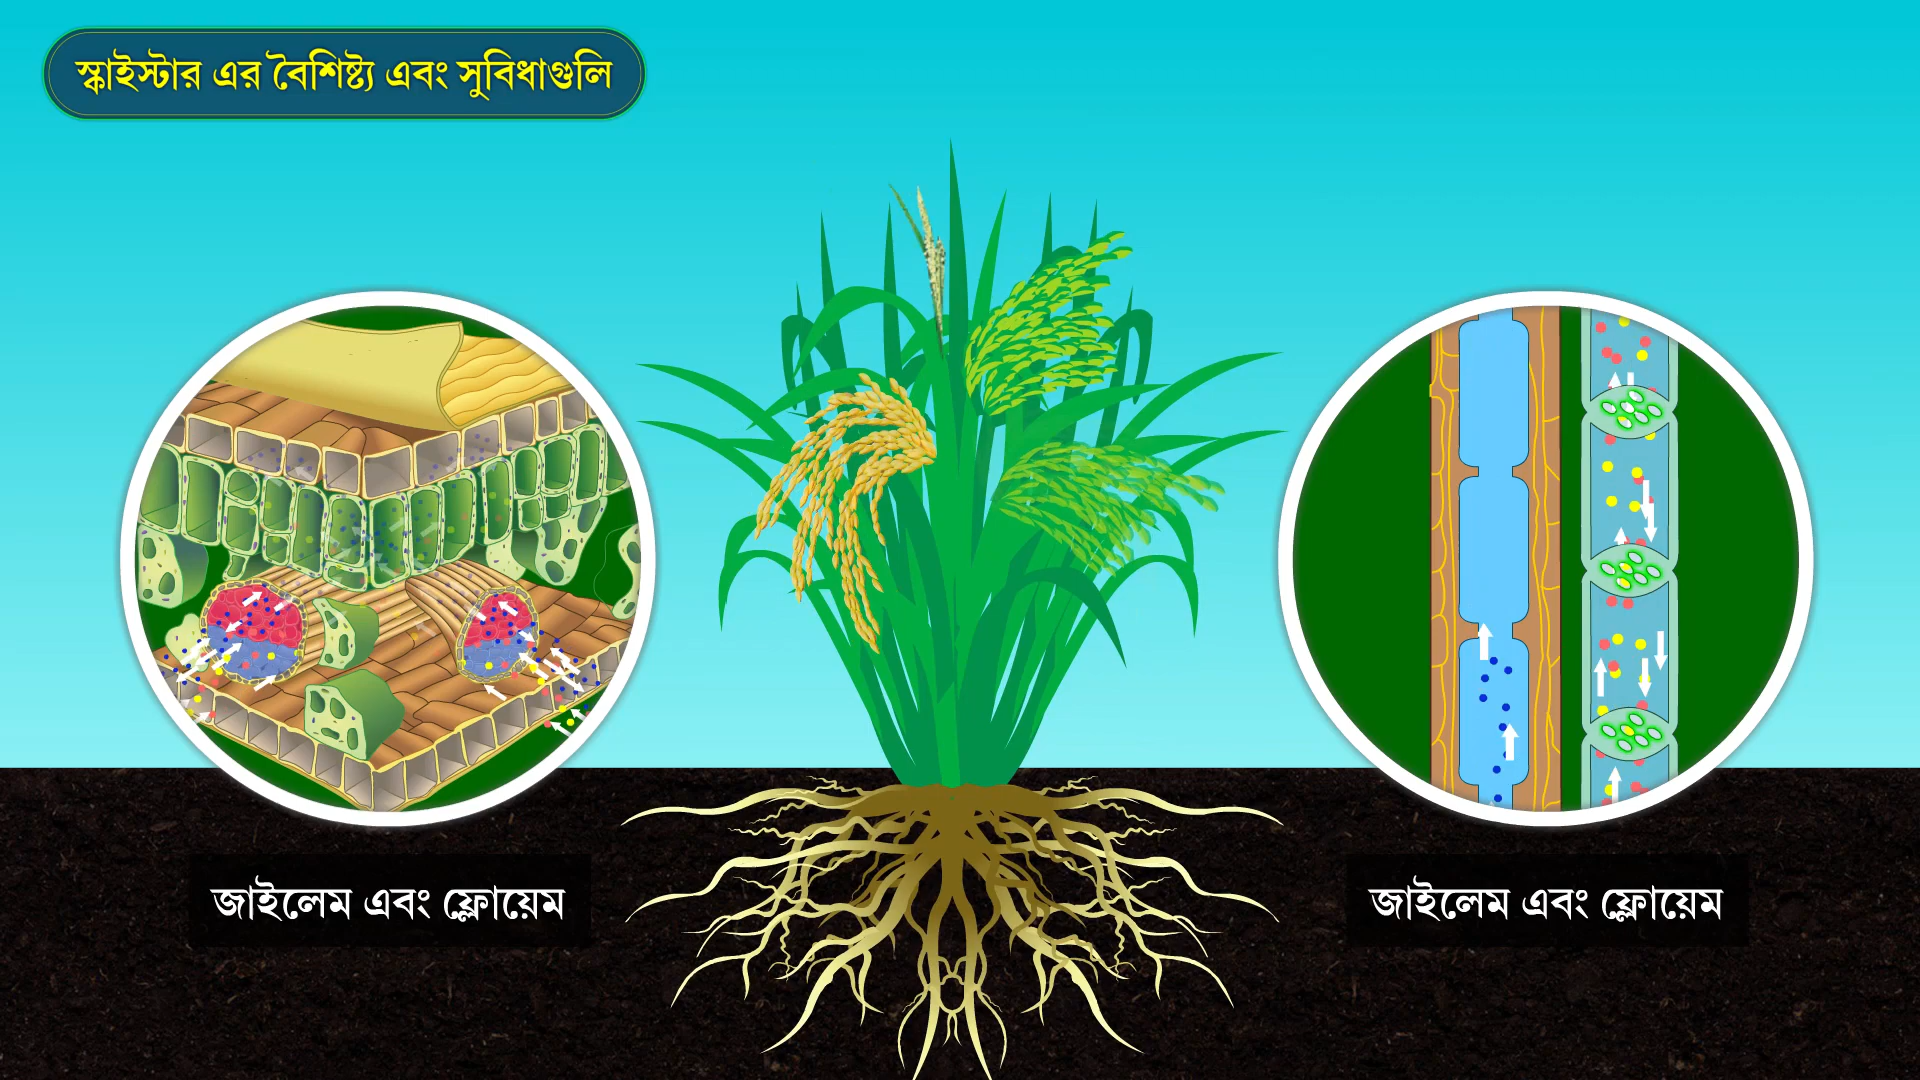 স্কাইস্টার এর বৈশিষ্ট্য এবং সুবিধাগুলি
জাইলেম এবং ফ্লোয়েম
জাইলেম এবং ফ্লোয়েম